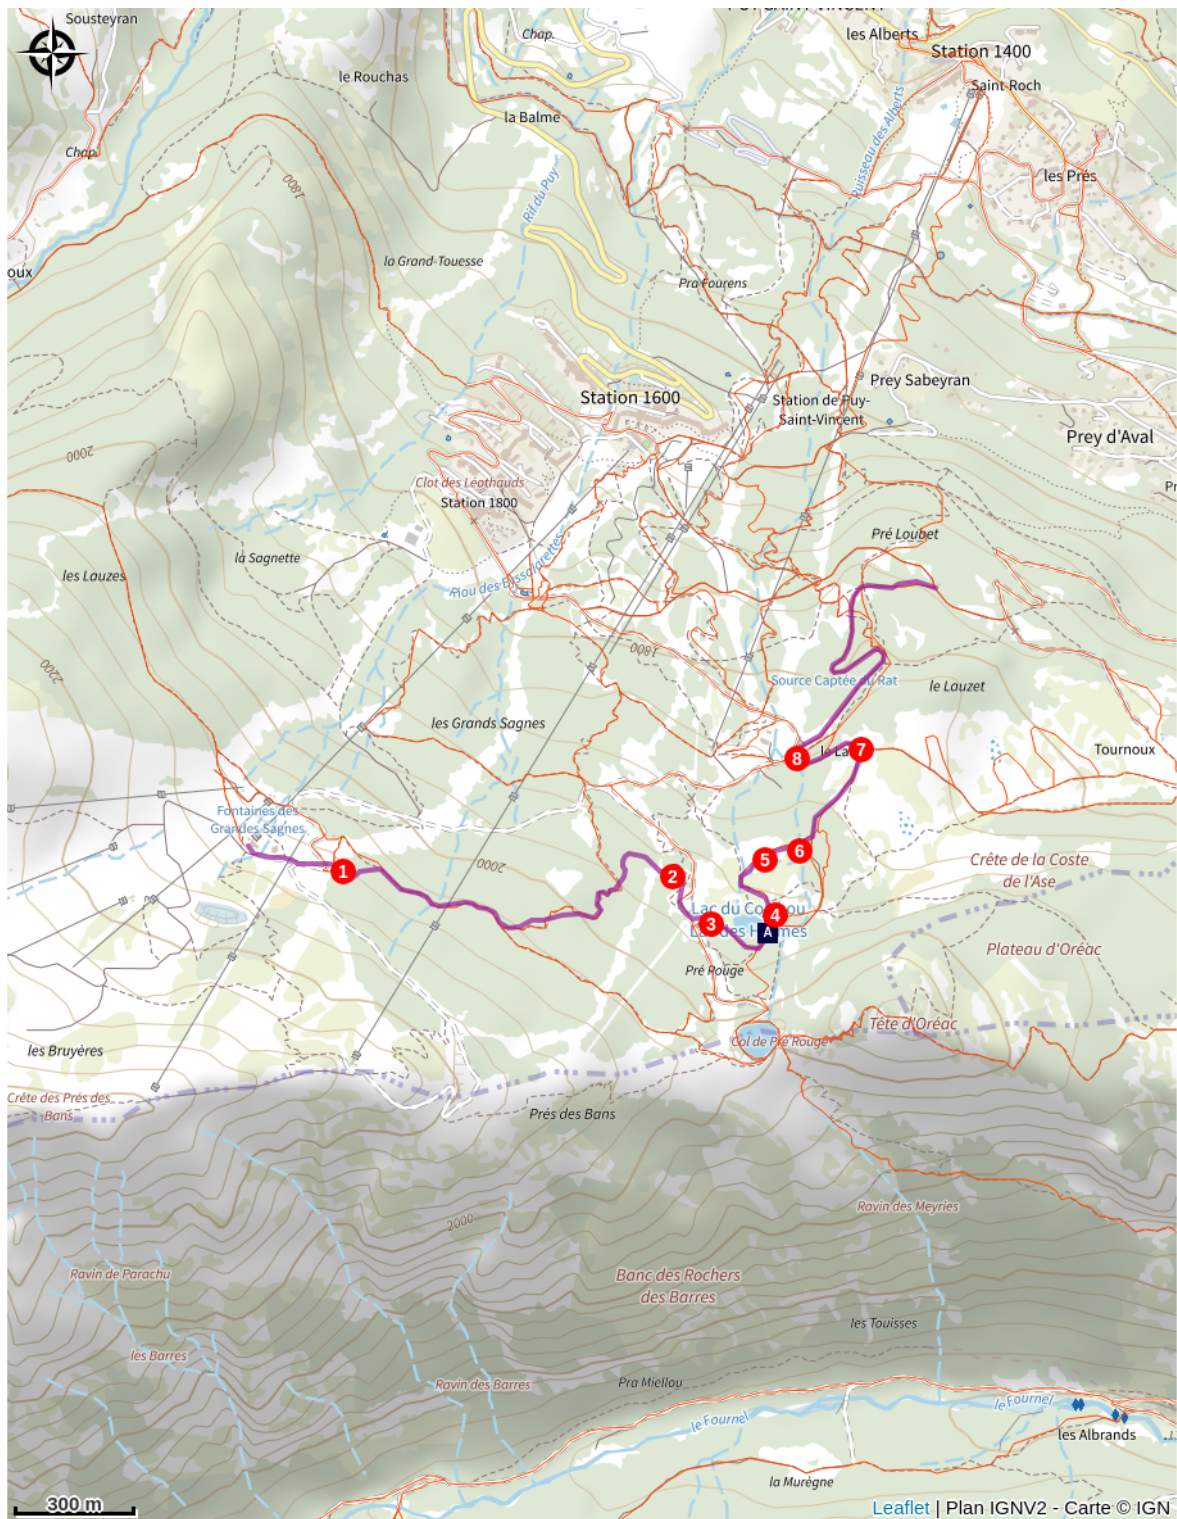 Sousteyran
les Alberts
Chap.
Station 1400
Saint Roch
le Rouchas
la Balme
Ruisseau des Alberts
Chap.
1800
Rif du Puy
les Prés
la Grand-Touesse
oux
Pra Fourens
Station 1600
Prey Sabeyran
Station de Puy-
Saint-Vincent
Prey d'Aval
2000
Clot des Léothauds
Station 1800
Pr
Pré Loubet
la Sagnette
les Lauzes
1800
2200
Source Captée du Rat
le Lauzet
les Grands Sagnes
Tournoux
8
7
Fontaines des
Grandes Sagnes
1
2000
2
5
6
Crête de la Coste
de l'Ase
3
4
A
Plateau d'Oréac
Pré Rouge
Tête d'Oréac
Col de Pré Rouge
les Bruyères
Crête des Prés des
Bans
Prés des Bans
2000
Ravin des Meyries
Ravin de Parachu
Banc des Rochers
des Barres
les Touisses
les Barres
Ravin des Barres
Pra Miellou
le Fournel
le Fournel
les Albrands
la Murègne
300 m
Leaflet | Plan IGNV2 - Carte © IGN